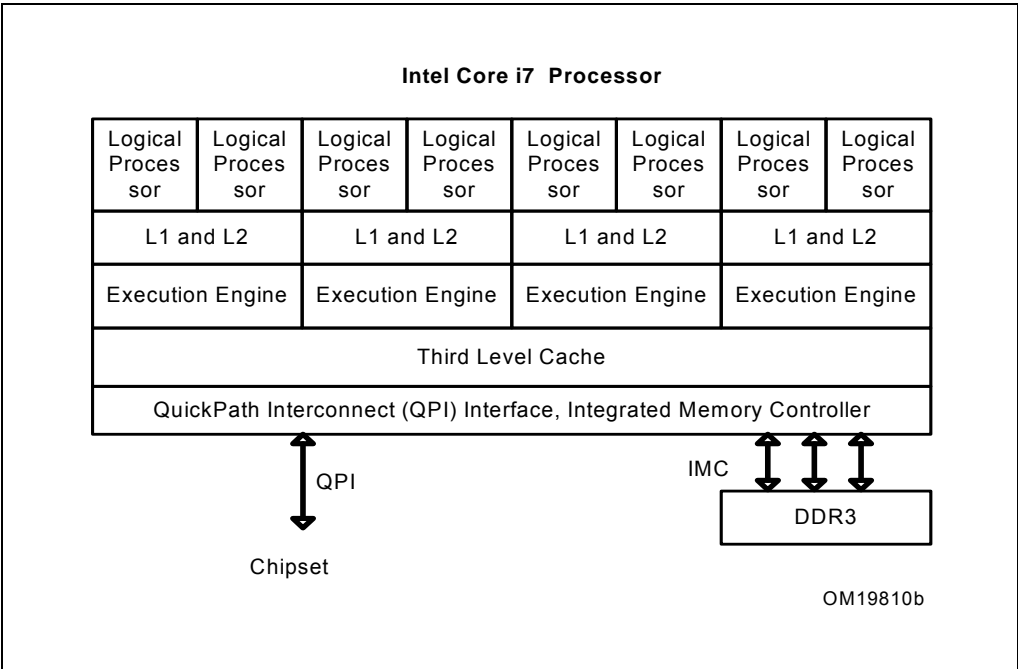 Intel Core i7 Processor
Logical Logical Logical Logical Logical Logical Logical Logical
Proces Proces Proces Proces Proces Proces Proces Proces
sor sor sor sor sor sor sor sor
L1 and L2 L1 and L2 L1 and L2 L1 and L2
Execution Engine Execution Engine Execution Engine Execution Engine
Third Level Cache
QuickPath Interconnect (QPI) Interface, Integrated Memory Controller
QPI IMC
DDR3
Chipset
OM19810b